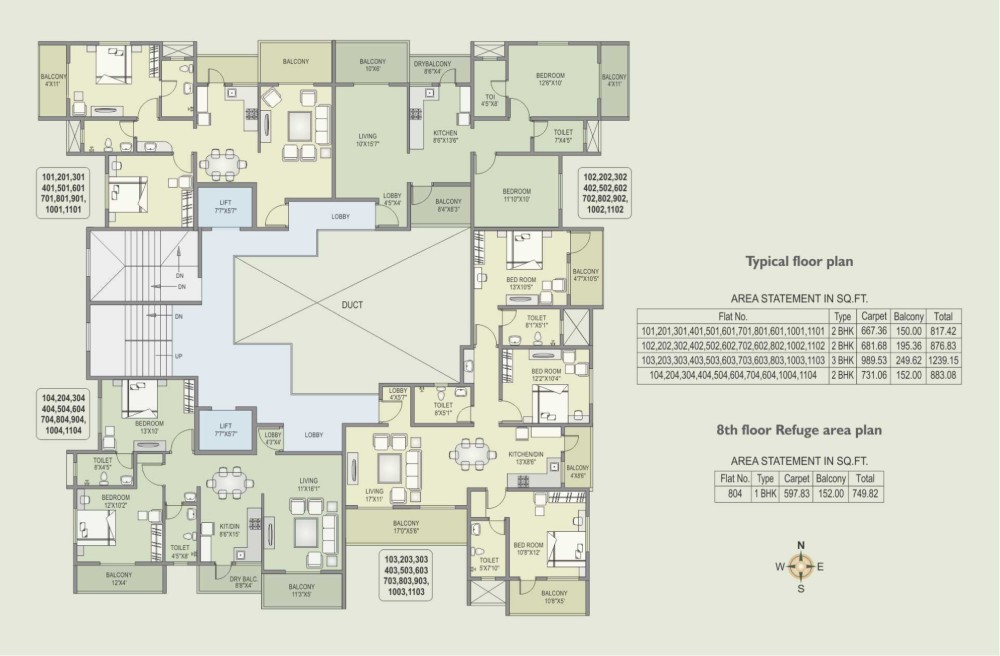 BALCONY
4'X11'
BALCONY
BALCONY
10'X6'
DRYBALCONY
8'6"X4'
BEDROOM
12'6"X10'
BALCONY
4'X11'
TOI
4'5"X8'
LIVING
10'X15'7"
KITCHEN
8'6"X13'6"
TOILET
7'X4'5"
101,201,301
401,501,601
701,801,901,
1001,1101
102,202,302
402,502,602
702,802,902,
1002,1102
LIFT
7'7"X5'7"
LOBBY
LOBBY
4'5"X4'
BALCONY
6'4"X6'3"
BEDROOM
11'10"X10'
DN
DN
DN
UP
DUCT
BED ROOM
13'X10'5"
BALCONY
4'7"X10'5"
TOILET
8'1"X5'1"
BED ROOM
12'2"X10'4"
LOBBY
4'X5'7"
TOILET
8'X5'1"
104,204,304
404,504,604
704,804,904,
1004,1104
BEDROOM
13'X10'
LIFT
7'7"X5'7"
LOBBY
4'3"X4'
LOBBY
KITCHEN/DIN
13'X8'6"
BALCONY
4'X8'6"
TOILET
8'X4'5"
LIVING
11'X16'1"
LIVING
17'X11'
BEDROOM
12'X10'2"
KIT/DIN
8'6"X15'
TOILET
4'5"X8'
BALCONY
17'0"X5'6"
BED ROOM
10'8"X12'
TOILET
5'X7'10"
BALCONY
12'X4'
DRY BALC.
8'8"X4'
BALCONY
11'3"X5'
103,203,303
403,503,603
703,803,903,
1003,1103
BALCONY
10'8"X5'
Typical floor plan
AREA STATEMENT IN SQ.FT.
Flat No. Type Carpet Balcony Total
101,201,301,401,501,601,701,801,601,1001,1101 2 BHK 667.36 150.00 817.42
102,202,302,402,502,602,702,602,802,1002,1102 2 BHK 681.68 195.36 876.83
103,203,303,403,503,603,703,603,803,1003,1103 3 BHK 989.53 249.62 1239.15
104,204,304,404,504,604,704,604,1004,1104 2 BHK 731.06 152.00 883.08
8th floor Refuge area plan
AREA STATEMENT IN SQ.FT.
Flat No. Type Carpet Balcony Total
804 1 BHK 597.83 152.00 749.82
N
W E
S